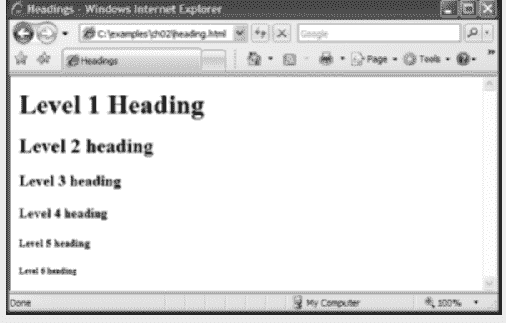 Headings - Windows Internet Explorer
C:\examples\ch02\heading.html
Google
Headings
Page
Tools
Level 1 Heading
Level 2 heading
Level 3 heading
Level 4 heading
Level 5 heading
Level 6 heading
Done
My Computer
100%